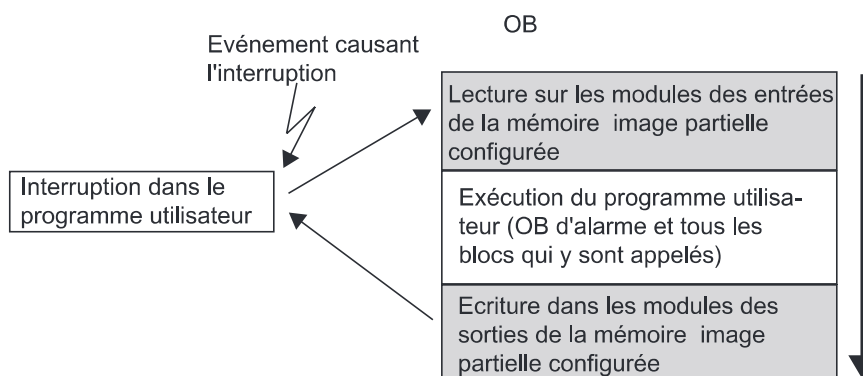 OB
Evénement causant
l'interruption
Lecture sur les modules des entrées
de la mémoire image partielle
configurée
Interruption dans le
programme utilisateur
Exécution du programme utilisa-
teur (OB d'alarme et tous les
blocs qui y sont appelés)
Ecriture dans les modules des
sorties de la mémoire image
partielle configurée